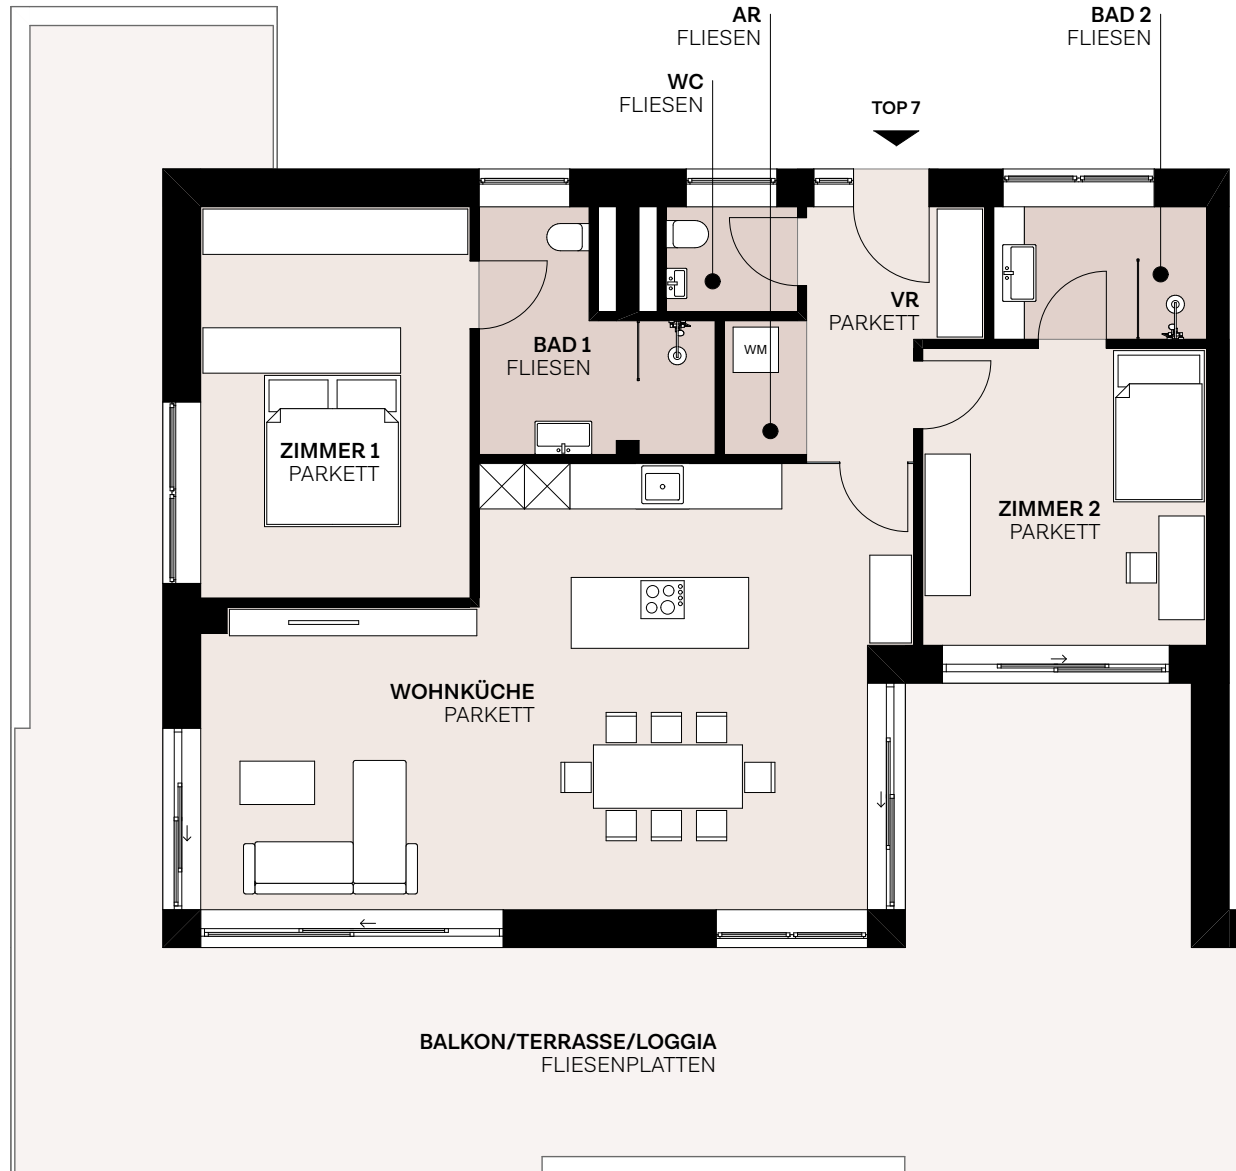 AR
FLIESEN
BAD 2
FLIESEN
WC
FLIESEN
TOP 7
VR
PARKETT
BAD 1
FLIESEN
WM
ZIMMER 1
PARKETT
ZIMMER 2
PARKETT
WOHNKÜCHE
PARKETT
BALKON/TERRASSE/LOGGIA
FLIESENPLATTEN